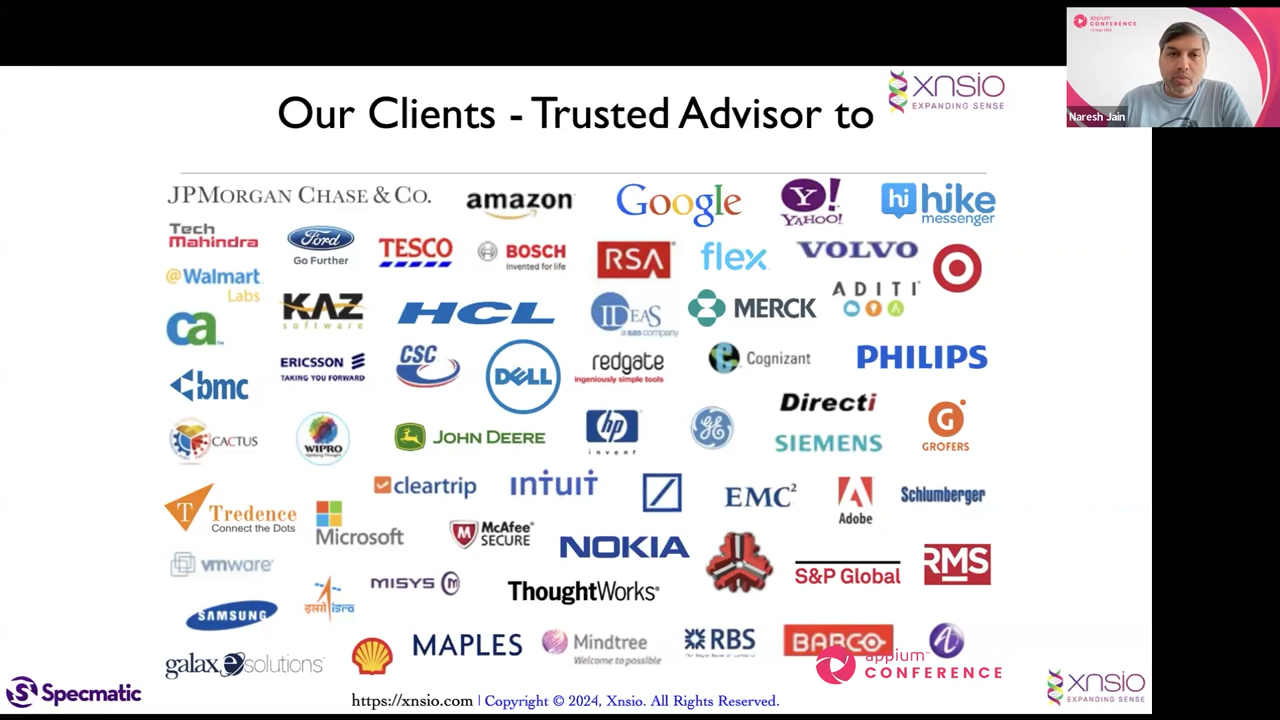 appium
CONFERENCE
Naresh Jain
Our Clients - Trusted Advisor to
xnsio
EXPANDING SENSE
JPMORGAN CHASE & CO.
amazon
Google
Y!
YAHOO!
hi hike
messenger
Tech
Mahindra
Ford
Go Further
TESCO
BOSCH
Invented for life
RSA
flex
VOLVO
@Walmart
Labs
KAZ
software
HCL
IDEAS
a sas company
MERCK
ADITI
ca
ERICSSON
TAKING YOU FORWARD
CSC
DELL
redgate
ingeniously simple tools
Cognizant
PHILIPS
bmc
CACTUS
WIPRO
JOHN DEERE
hp
invent
GE
Directi
SIEMENS
G
GROFERS
T Tredence
Connect the Dots
cleartrip
intuit
EMC²
Adobe
Schlumberger
Microsoft
McAfee
SECURE
NOKIA
S&P Global
RMS
vmware
SAMSUNG
इसरो isro
MISYS m
ThoughtWorks
galaxe solutions
MAPLES
Mindtree
Welcome to possible
RBS
BARCO
A
appium
CONFERENCE
S Specmatic
https://xnsio.com | Copyright © 2024, Xnsio. All Rights Reserved.
xnsio
EXPANDING SENSE